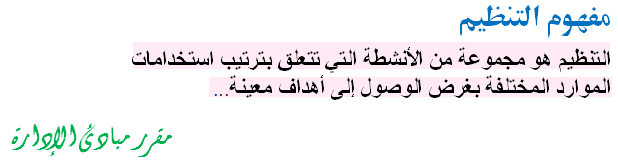 مفهوم التنظيم
التنظيم هو مجموعة من الأنشطة التي تتعلق بترتيب استخدامات
الموارد المختلفة بغرض الوصول إلى أهداف معينة...
مقرر مبادئ الإدارة